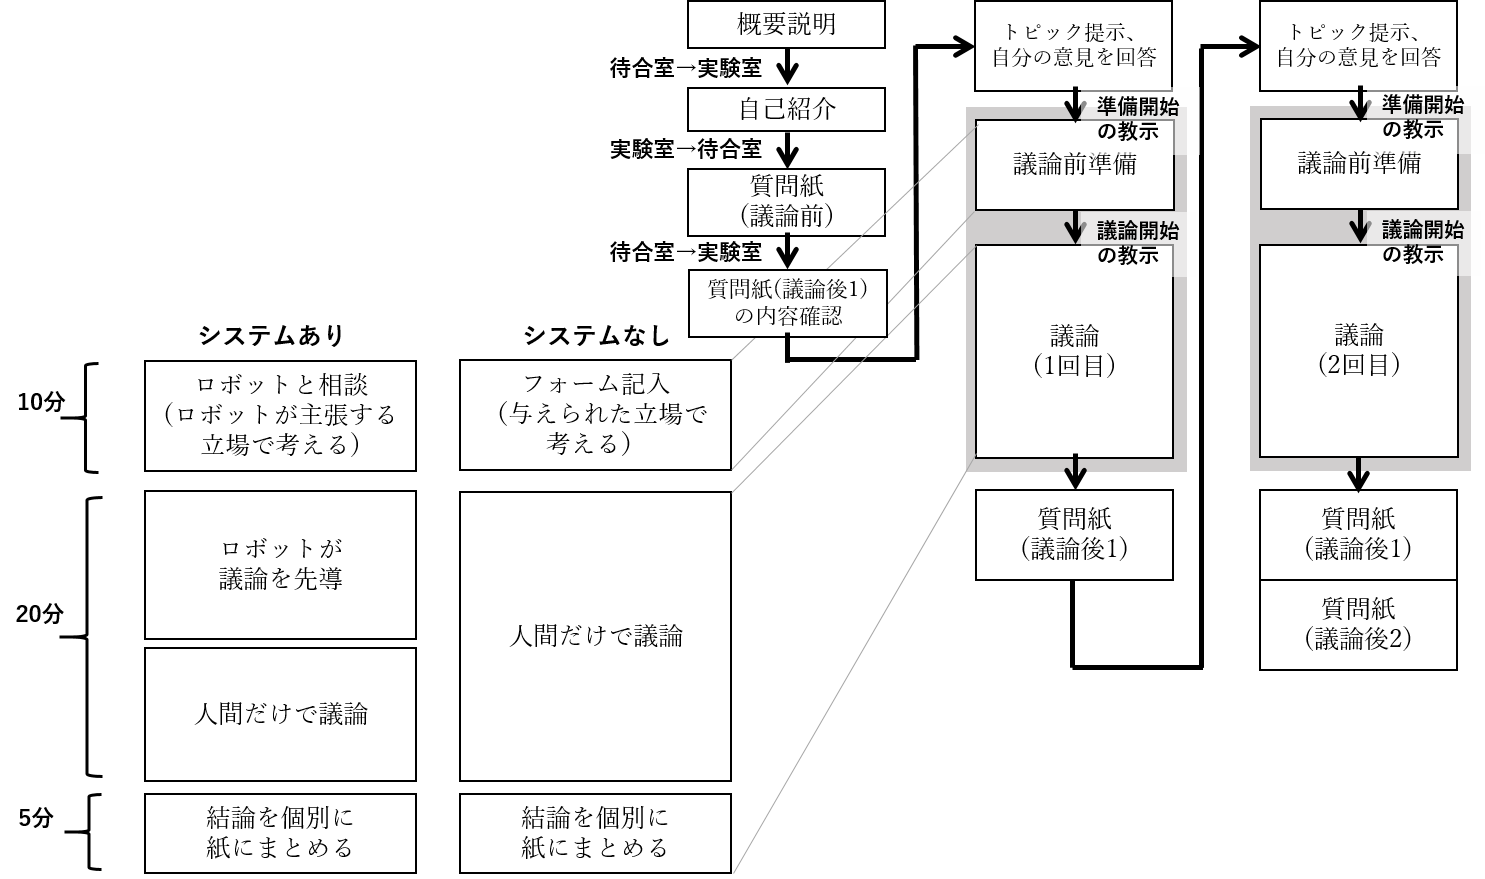 概要説明
待合室→実験室
自己紹介
実験室→待合室
質問紙
(議論前)
待合室→実験室
質問紙(議論後1)
の内容確認
トピック提示、
自分の意見を回答
準備開始
の教示
議論前準備
議論開始
の教示
議論
(1回目)
質問紙
(議論後1)
トピック提示、
自分の意見を回答
準備開始
の教示
議論前準備
議論開始
の教示
議論
(2回目)
質問紙
(議論後1)
質問紙
(議論後2)
システムあり
システムなし
10分
ロボットと相談
(ロボットが主張する
立場で考える)
フォーム記入
(与えられた立場で
考える)
20分
ロボットが
議論を先導
人間だけで議論
人間だけで議論
5分
結論を個別に
紙にまとめる
結論を個別に
紙にまとめる